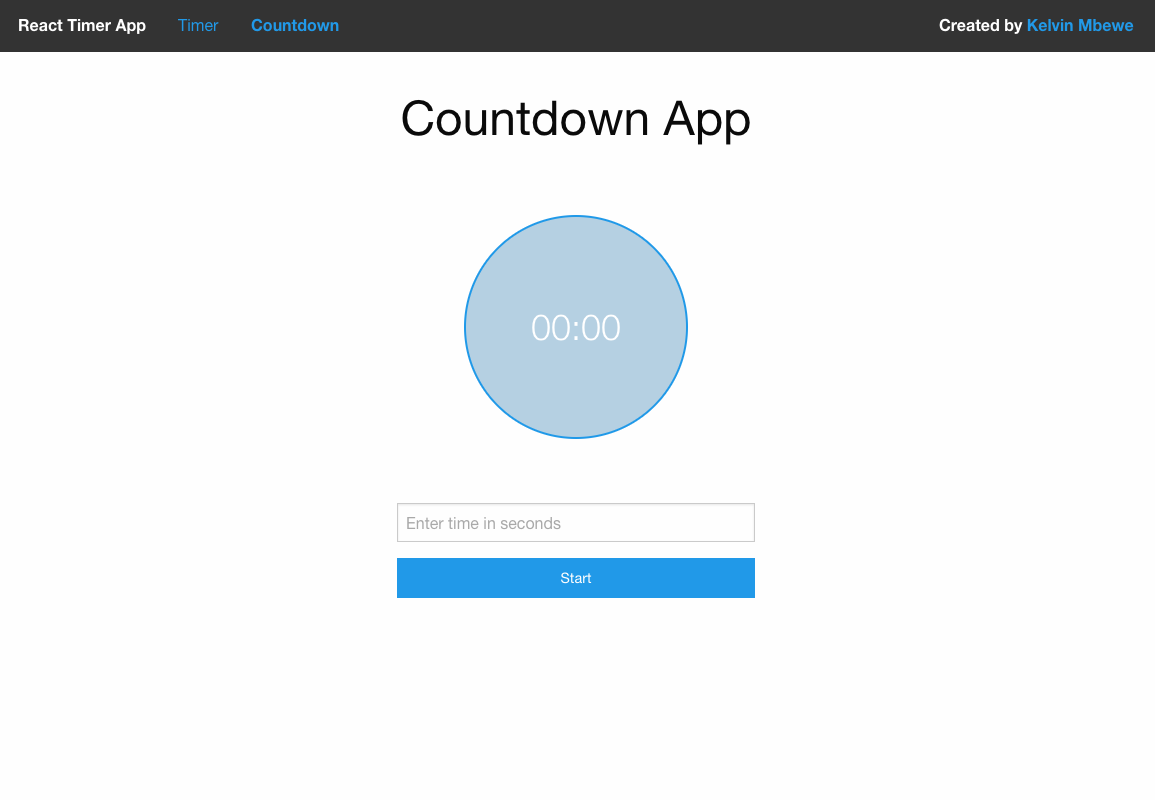 React Timer App Timer Countdown Created by Kelvin Mbewe
Countdown App
00:00
Enter time in seconds
Start